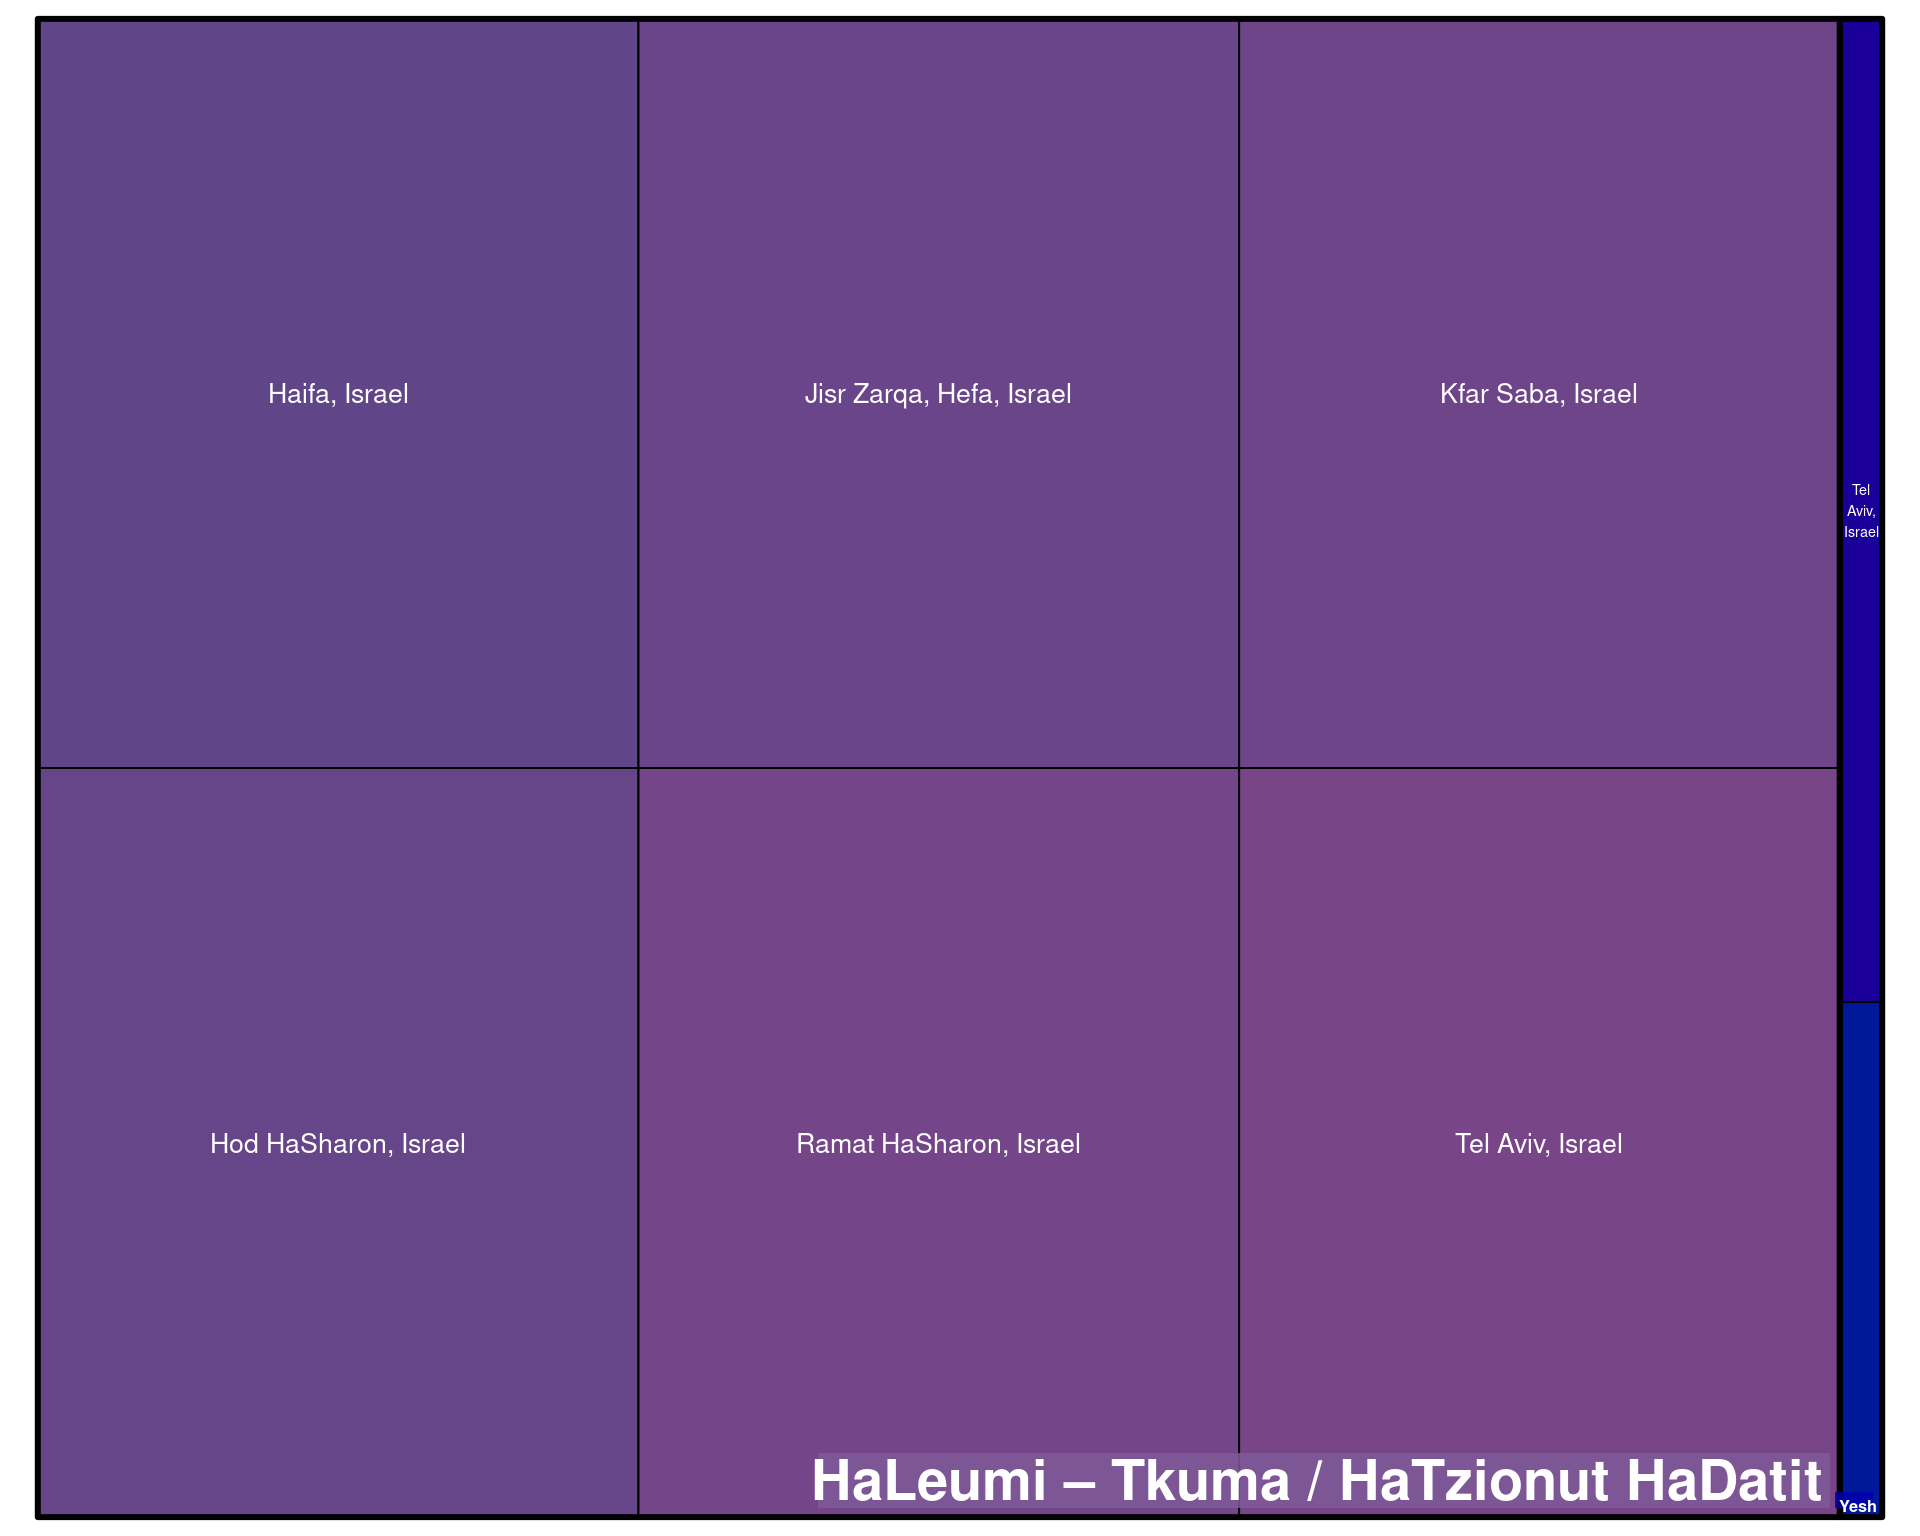 Haifa, Israel
Jisr Zarqa, Hefa, Israel
Kfar Saba, Israel
Tel
Aviv,
Israel
Hod HaSharon, Israel
Ramat HaSharon, Israel
Tel Aviv, Israel
HaLeumi – Tkuma / HaTzionut HaDatit
Yesh